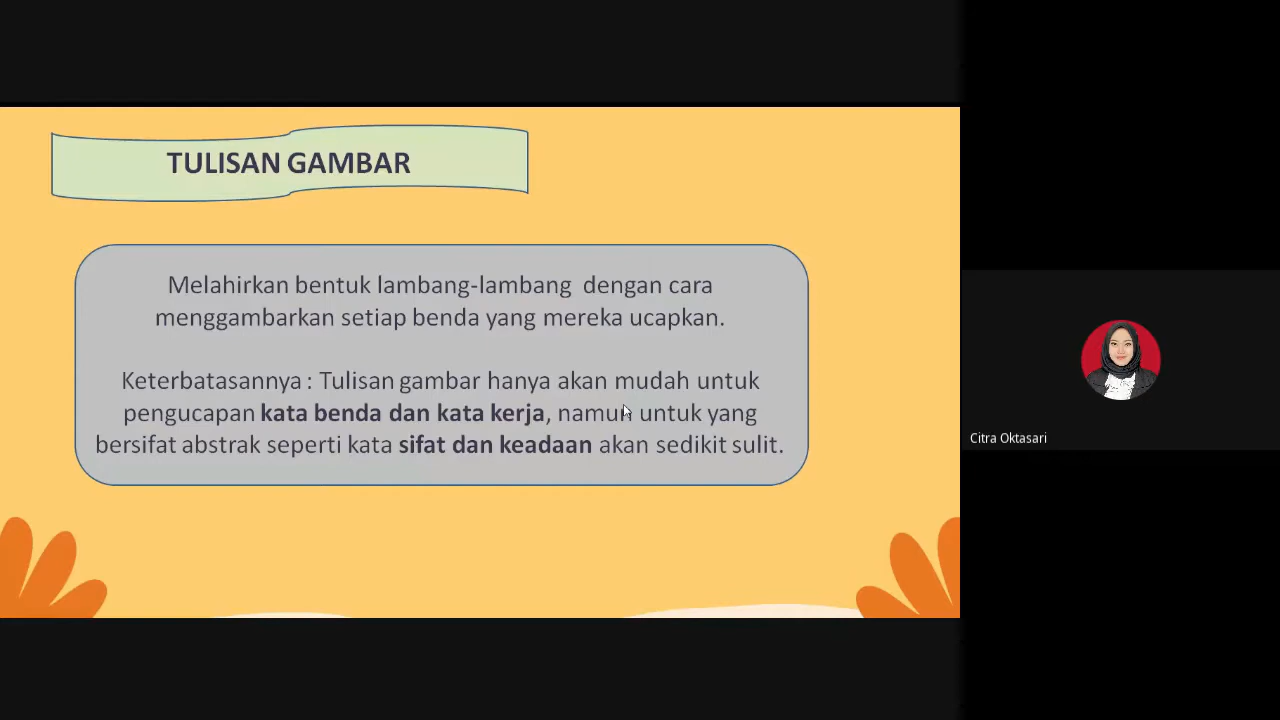 TULISAN GAMBAR
Melahirkan bentuk lambang-lambang dengan cara
menggambarkan setiap benda yang mereka ucapkan.
Keterbatasannya : Tulisan gambar hanya akan mudah untuk
pengucapan kata benda dan kata kerja, namun untuk yang
bersifat abstrak seperti kata sifat dan keadaan akan sedikit sulit.
Citra Oktasari